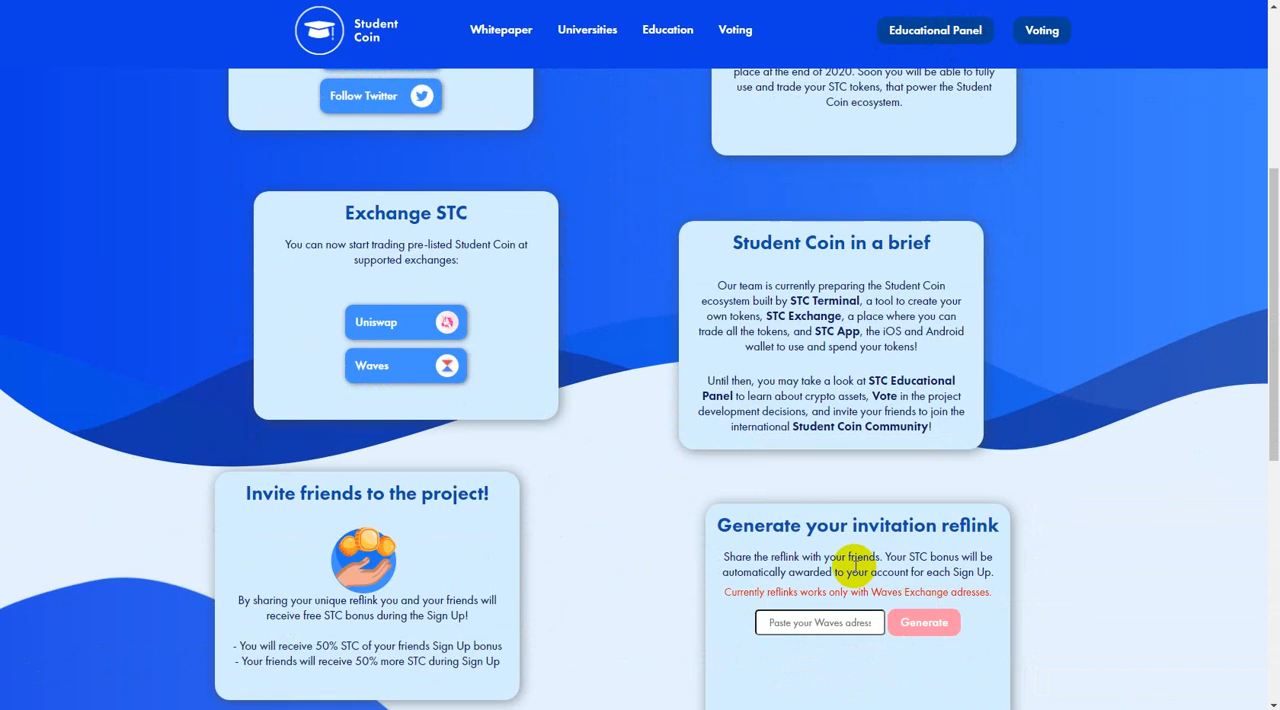 Student
Coin
Whitepaper
Universities
Education
Voting
Educational Panel
Voting
Follow Twitter
place at the end of 2020. Soon you will be able to fully
use and trade your STC tokens, that power the Student
Coin ecosystem.
Exchange STC
You can now start trading pre-listed Student Coin at
supported exchanges:
Uniswap
Waves
Student Coin in a brief
Our team is currently preparing the Student Coin
ecosystem built by STC Terminal, a tool to create your
own tokens, STC Exchange, a place where you can
trade all the tokens, and STC App, the iOS and Android
wallet to use and spend your tokens!
Until then, you may take a look at STC Educational
Panel to learn about crypto assets, Vote in the project
development decisions, and invite your friends to join the
international Student Coin Community!
Invite friends to the project!
By sharing your unique reflink you and your friends will
receive free STC bonus during the Sign Up!
- You will receive 50% STC of your friends Sign Up bonus
- Your friends will receive 50% more STC during Sign Up
Generate your invitation reflink
Share the reflink with your friends. Your STC bonus will be
automatically awarded to your account for each Sign Up.
Currently reflinks works only with Waves Exchange adresses.
Paste your Waves adress
Generate